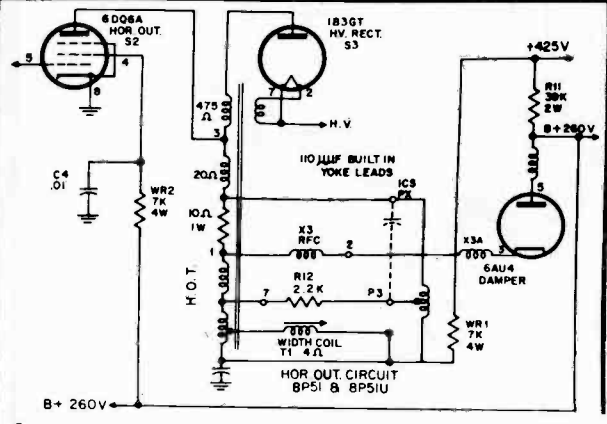 6DQ6A
HOR. OUT.
S2
5
4
8
183GT
HV. RECT.
S3
7
2
H.V.
+425V
R11
39K
2W
B+260V
475
Ω
3
C4
.01
WR2
7K
4W
20Ω
10Ω
1W
110 μμF BUILT IN
YOKE LEADS
ICS
PX
X3
RFC
2
1
X3A
3
5
6AU4
DAMPER
H.O.T.
7
R12
2.2K
P3
WIDTH COIL
T1 4Ω
WR1
7K
4W
HOR OUT. CIRCUIT
8P51 & 8P51U
B+ 260V